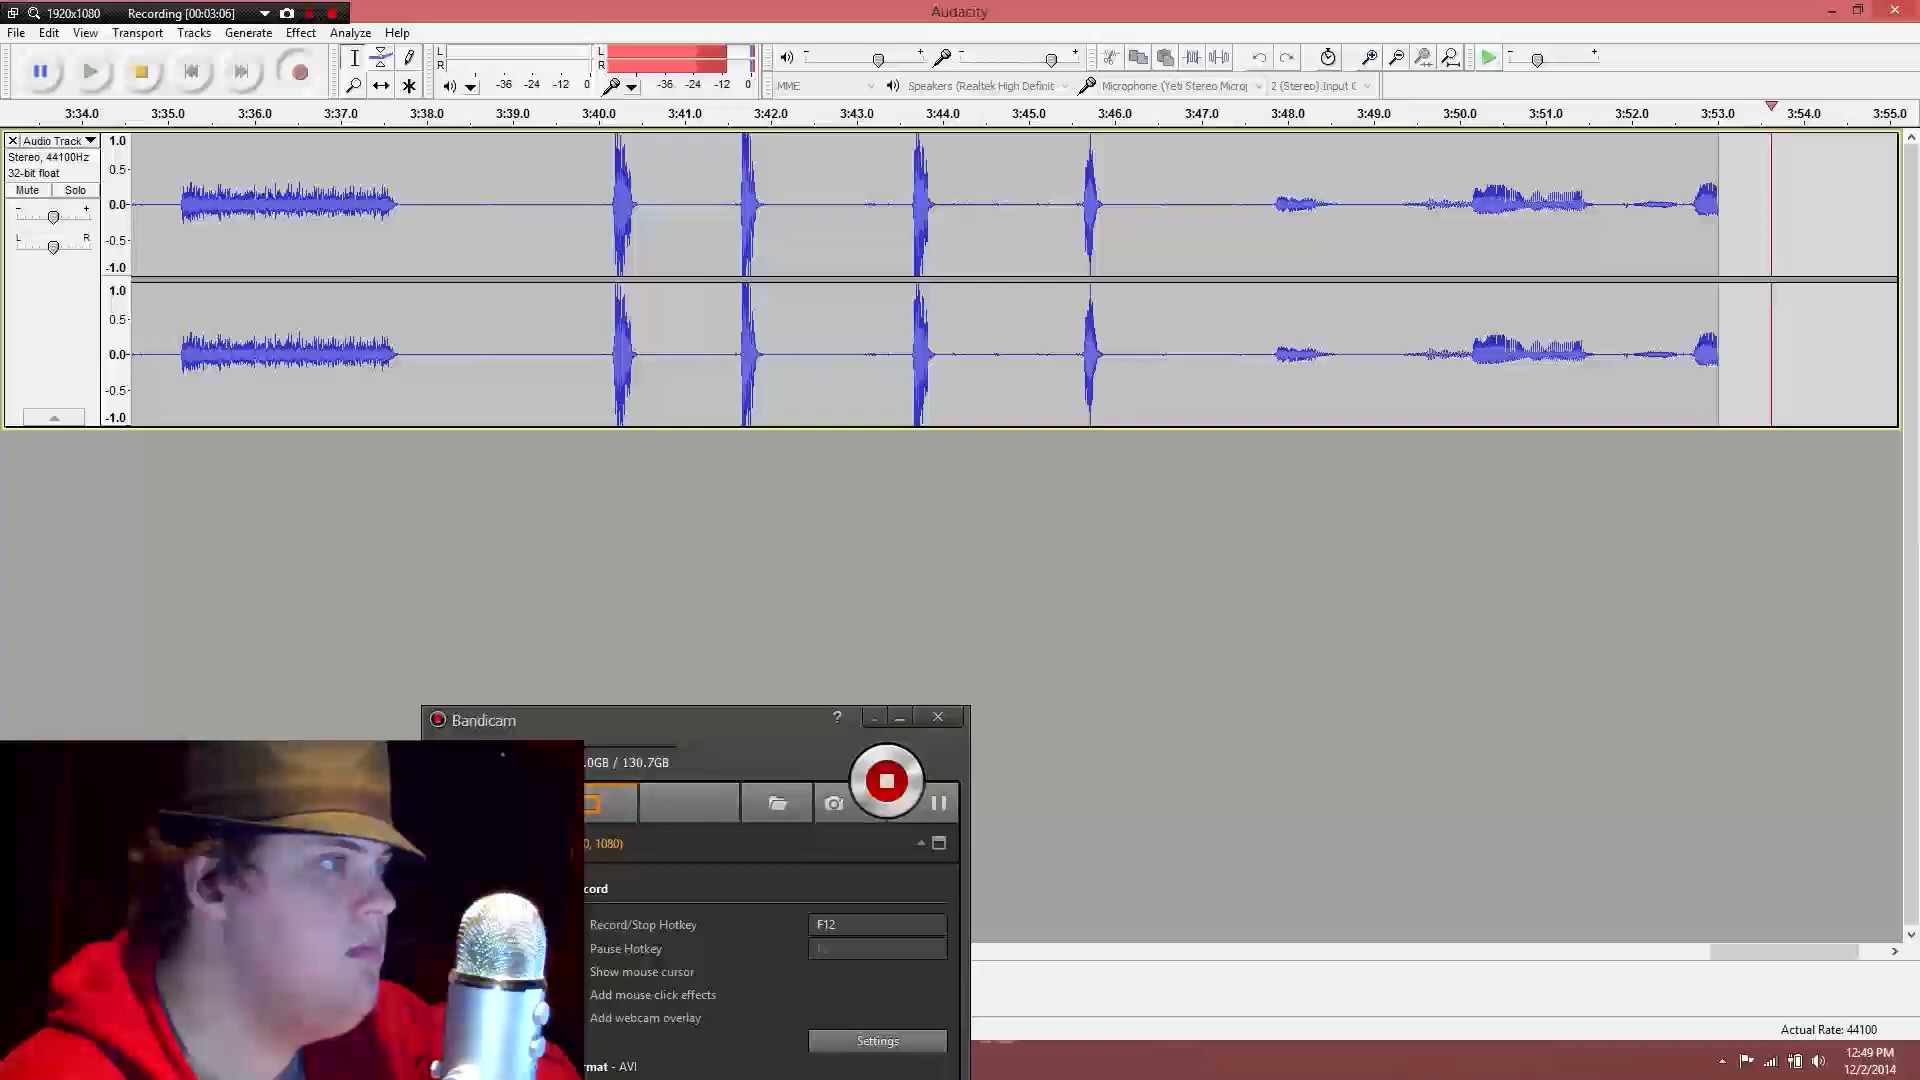 1920x1080 Recording [00:03:06]
Audacity
File Edit View Transport Tracks Generate Effect Analyze Help
L
R
-36 -24 -12 0
L
R
-36 -24 -12 0
MME
Speakers (Realtek High Definit
Microphone (Yeti Stereo Microp
2 (Stereo) Input C
3:34.0 3:35.0 3:36.0 3:37.0 3:38.0 3:39.0 3:40.0 3:41.0 3:42.0 3:43.0 3:44.0 3:45.0 3:46.0 3:47.0 3:48.0 3:49.0 3:50.0 3:51.0 3:52.0 3:53.0 3:54.0 3:55.0
Audio Track
Stereo, 44100Hz
32-bit float
Mute Solo
- +
L R
1.0
0.5
0.0
-0.5
-1.0
1.0
0.5
0.0
-0.5
-1.0
Bandicam
.0GB / 130.7GB
0, 1080)
cord
Record/Stop Hotkey F12
Pause Hotkey
Show mouse cursor
Add mouse click effects
Add webcam overlay
Settings
rmat - AVI
Actual Rate: 44100
12:49 PM
12/2/2014